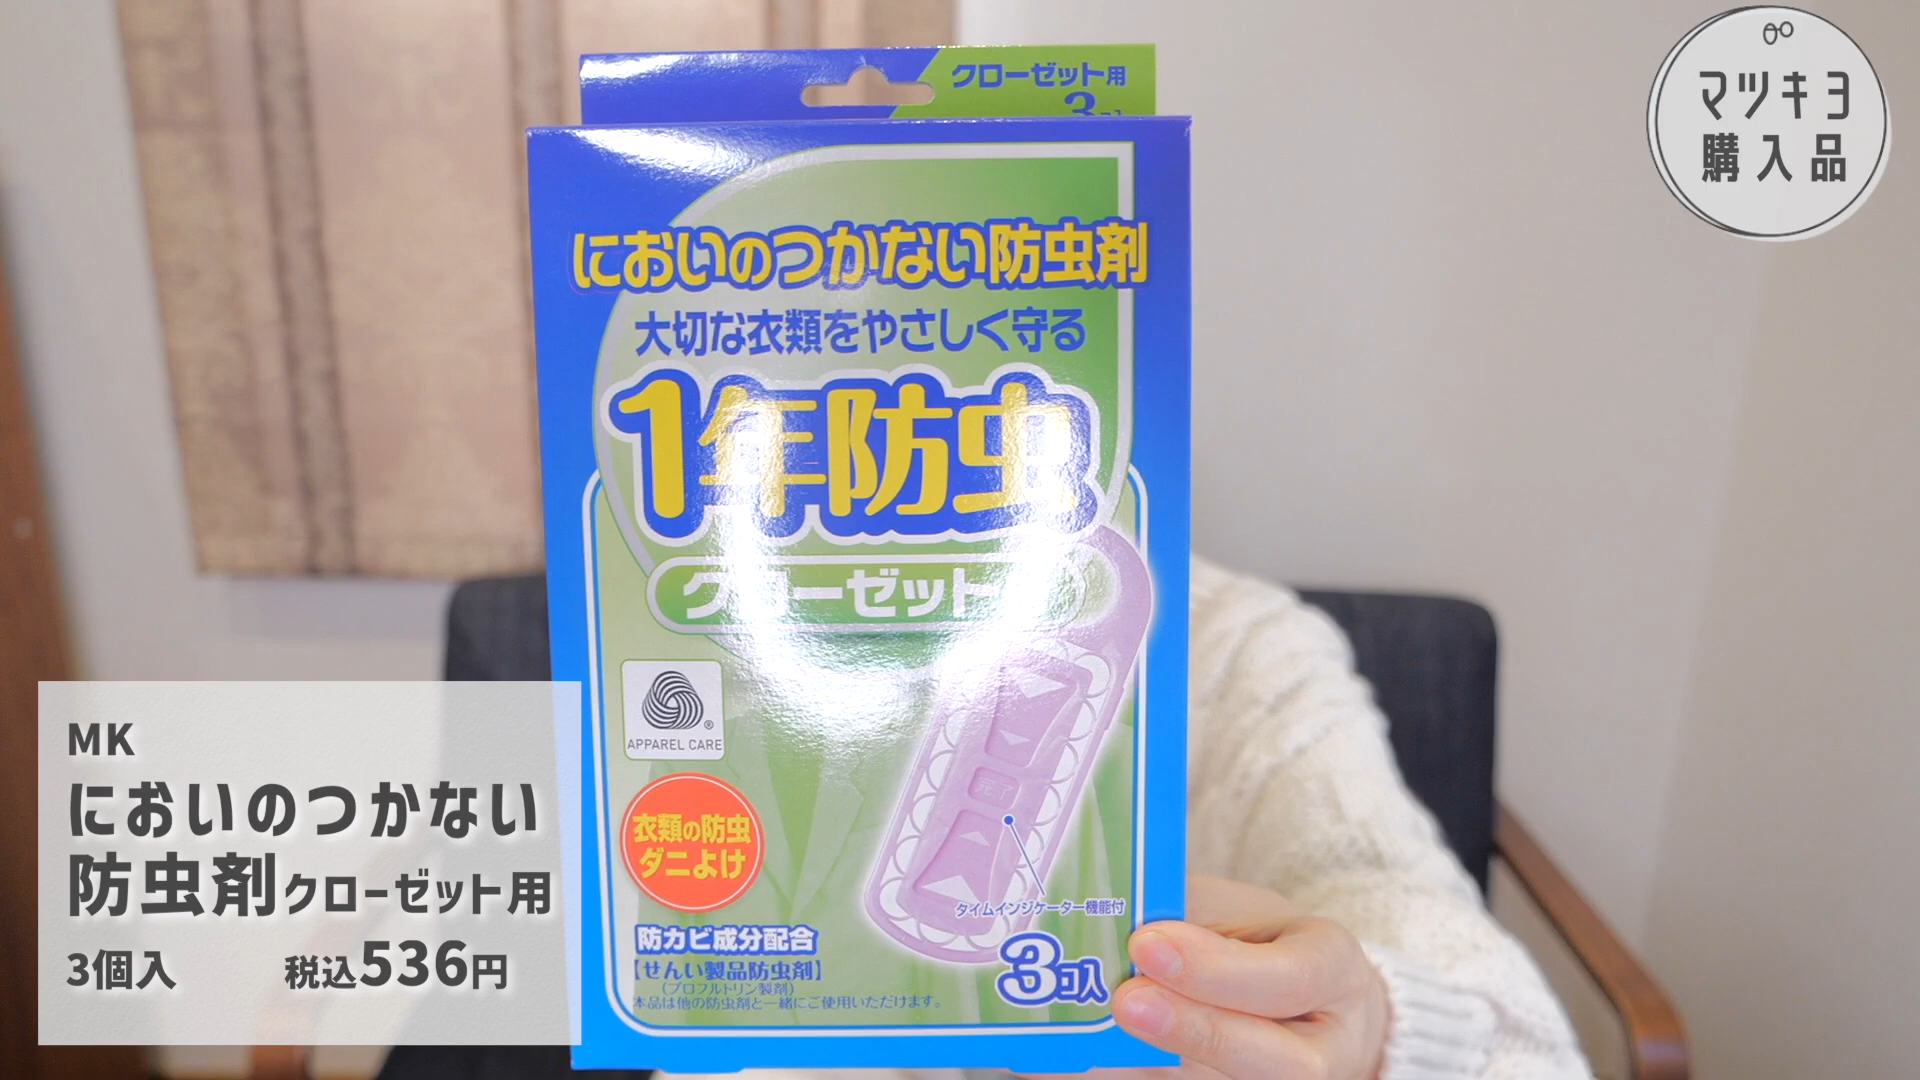 マツキヨ
購入品
クローゼット用
においのつかない防虫剤
大切な衣類をやさしく守る
1年防虫
クローゼット
APPAREL CARE
衣類の防虫
ダニよけ
完了
タイムインジケーター機能付
防カビ成分配合
【せんい製品防虫剤】
(プロフルトリン製剤)
本品は他の防虫剤と一緒にご使用いただけます。
3コ入
MK
においのつかない
防虫剤クローゼット用
3個入 税込536円